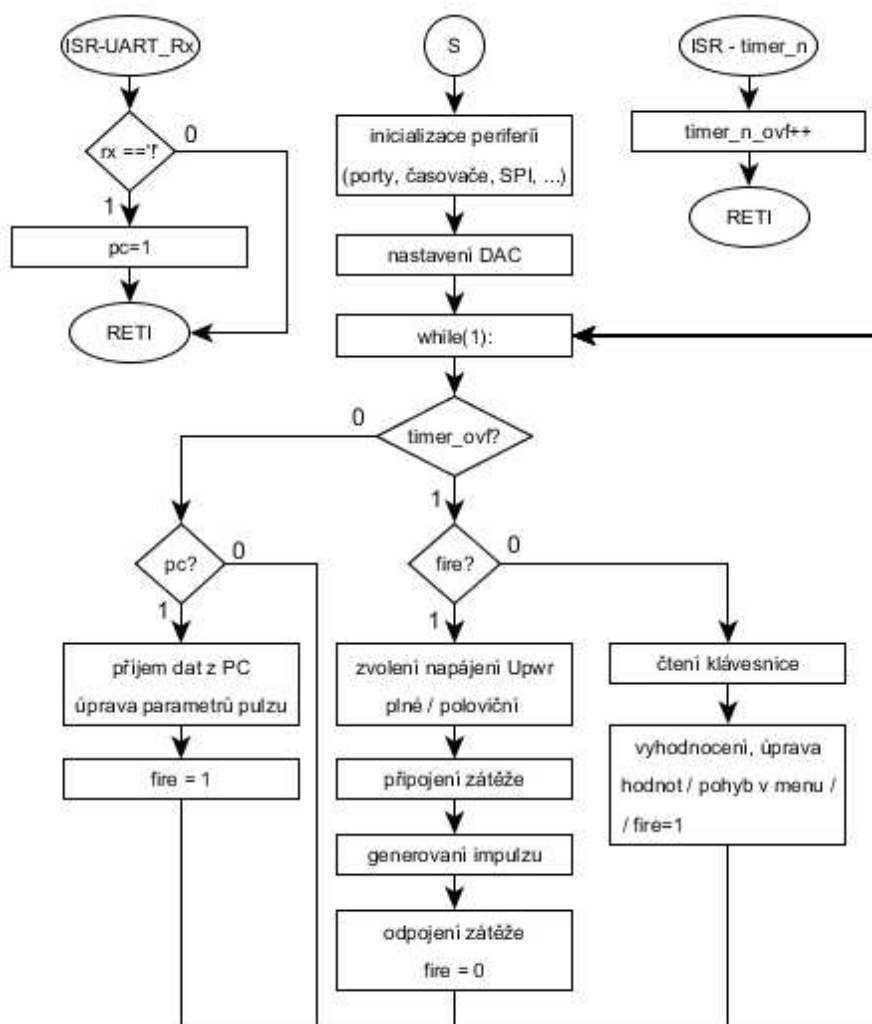 ISR-UART_Rx
rx =='!'
0
1
pc=1
RETI
S
inicializace periferií
(porty, časovače, SPI, ...)
nastavení DAC
while(1):
ISR - timer_n
timer_n_ovf++
RETI
timer_ovf?
0
1
pc?
0
1
příjem dat z PC
úprava parametrů pulzu
fire = 1
fire?
0
1
zvolení napájení Upwr
plné / poloviční
připojení zátěže
generovaní impulzu
odpojení zátěže
fire = 0
čtení klávesnice
vyhodnocení, úprava
hodnot / pohyb v menu /
/ fire=1